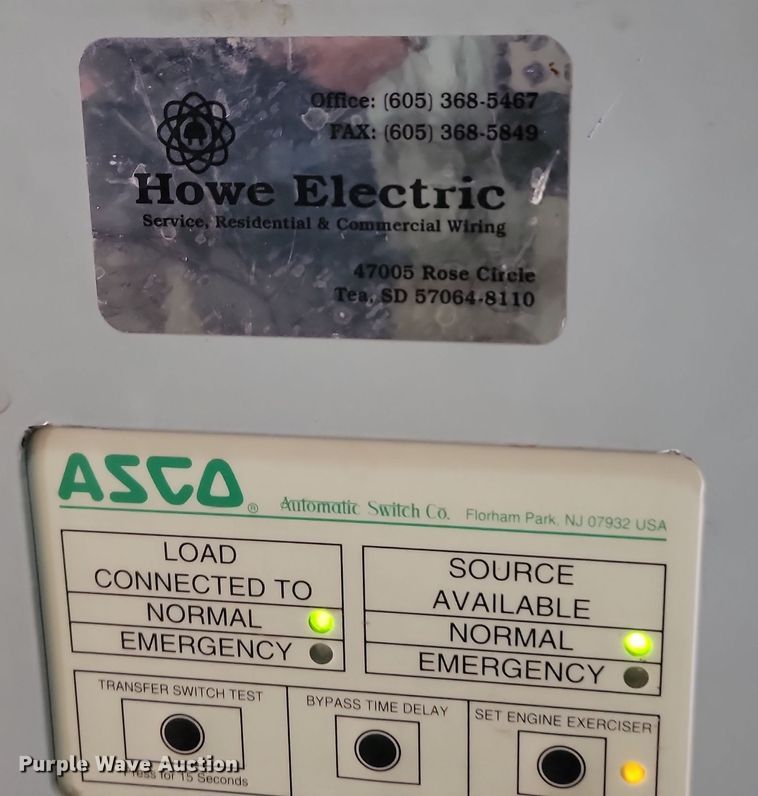 Office: (605) 368-5467
FAX: (605) 368-5849
Howe Electric
Service, Residential & Commercial Wiring
47005 Rose Circle
Tea, SD 57064-8110
ASCO®
Automatic Switch Co. Florham Park, NJ 07932 USA
LOAD
CONNECTED TO
NORMAL
EMERGENCY
SOURCE
AVAILABLE
NORMAL
EMERGENCY
TRANSFER SWITCH TEST
Press for 15 Seconds
BYPASS TIME DELAY
SET ENGINE EXERCISER
Purple Wave Auction